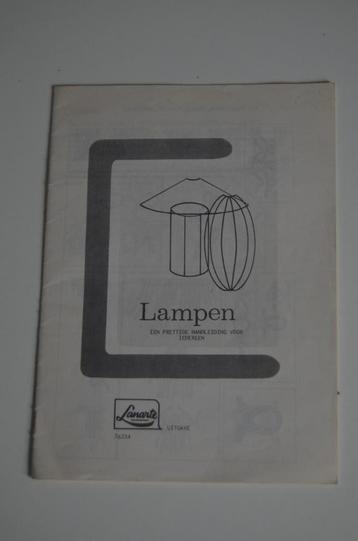 Lampen
EEN PRETTIGE HANDLEIDING VOOR
IEDEREEN
Lanarte
UITGAVE